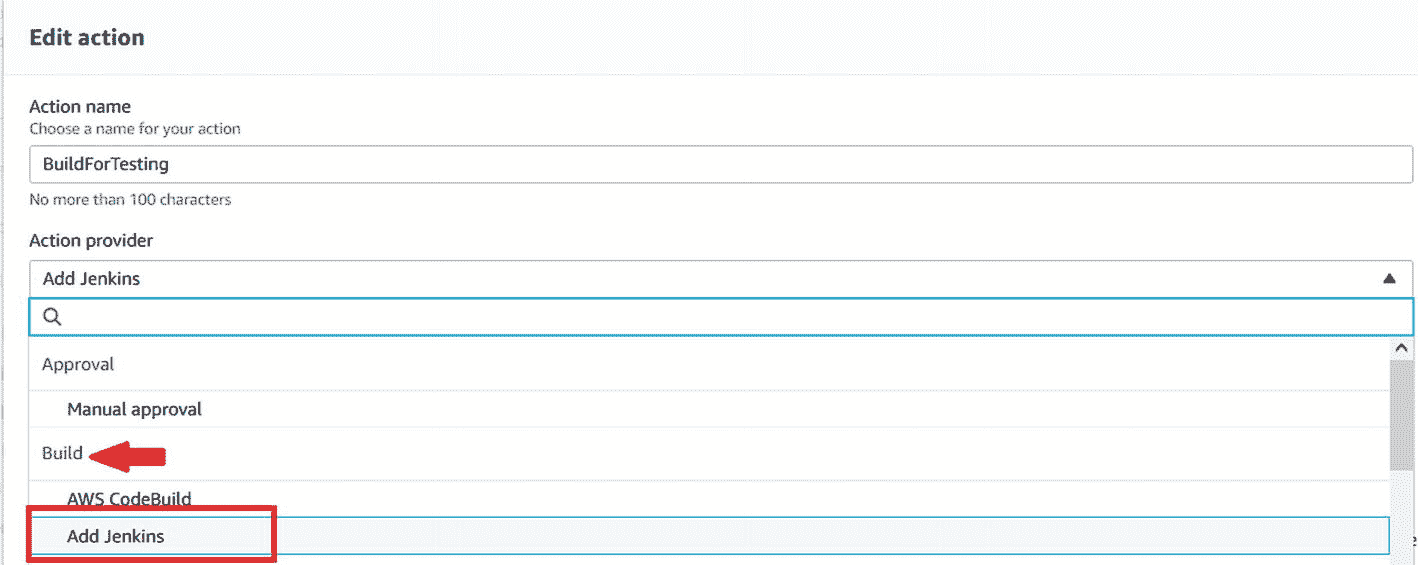 Edit action
Action name
Choose a name for your action
BuildForTesting
No more than 100 characters
Action provider
Add Jenkins
Approval
Manual approval
Build
AWS CodeBuild
Add Jenkins